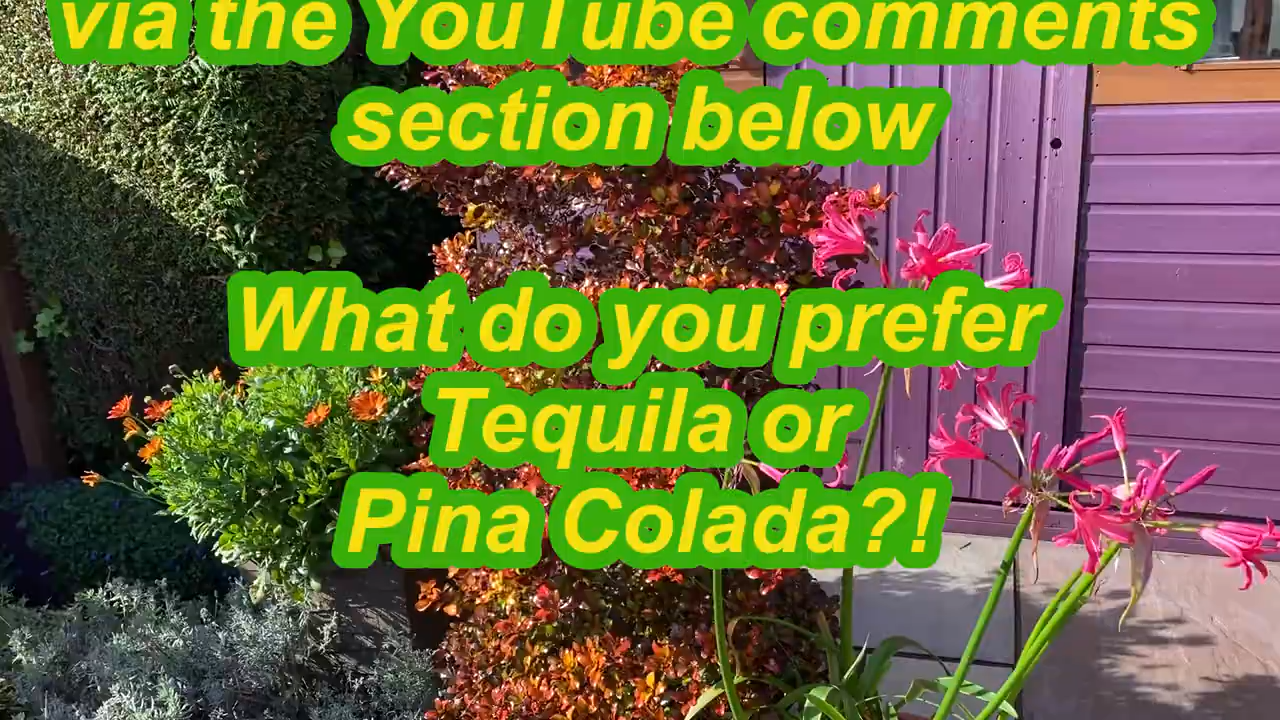 via the YouTube comments
section below
What do you prefer
Tequila or
Pina Colada?!